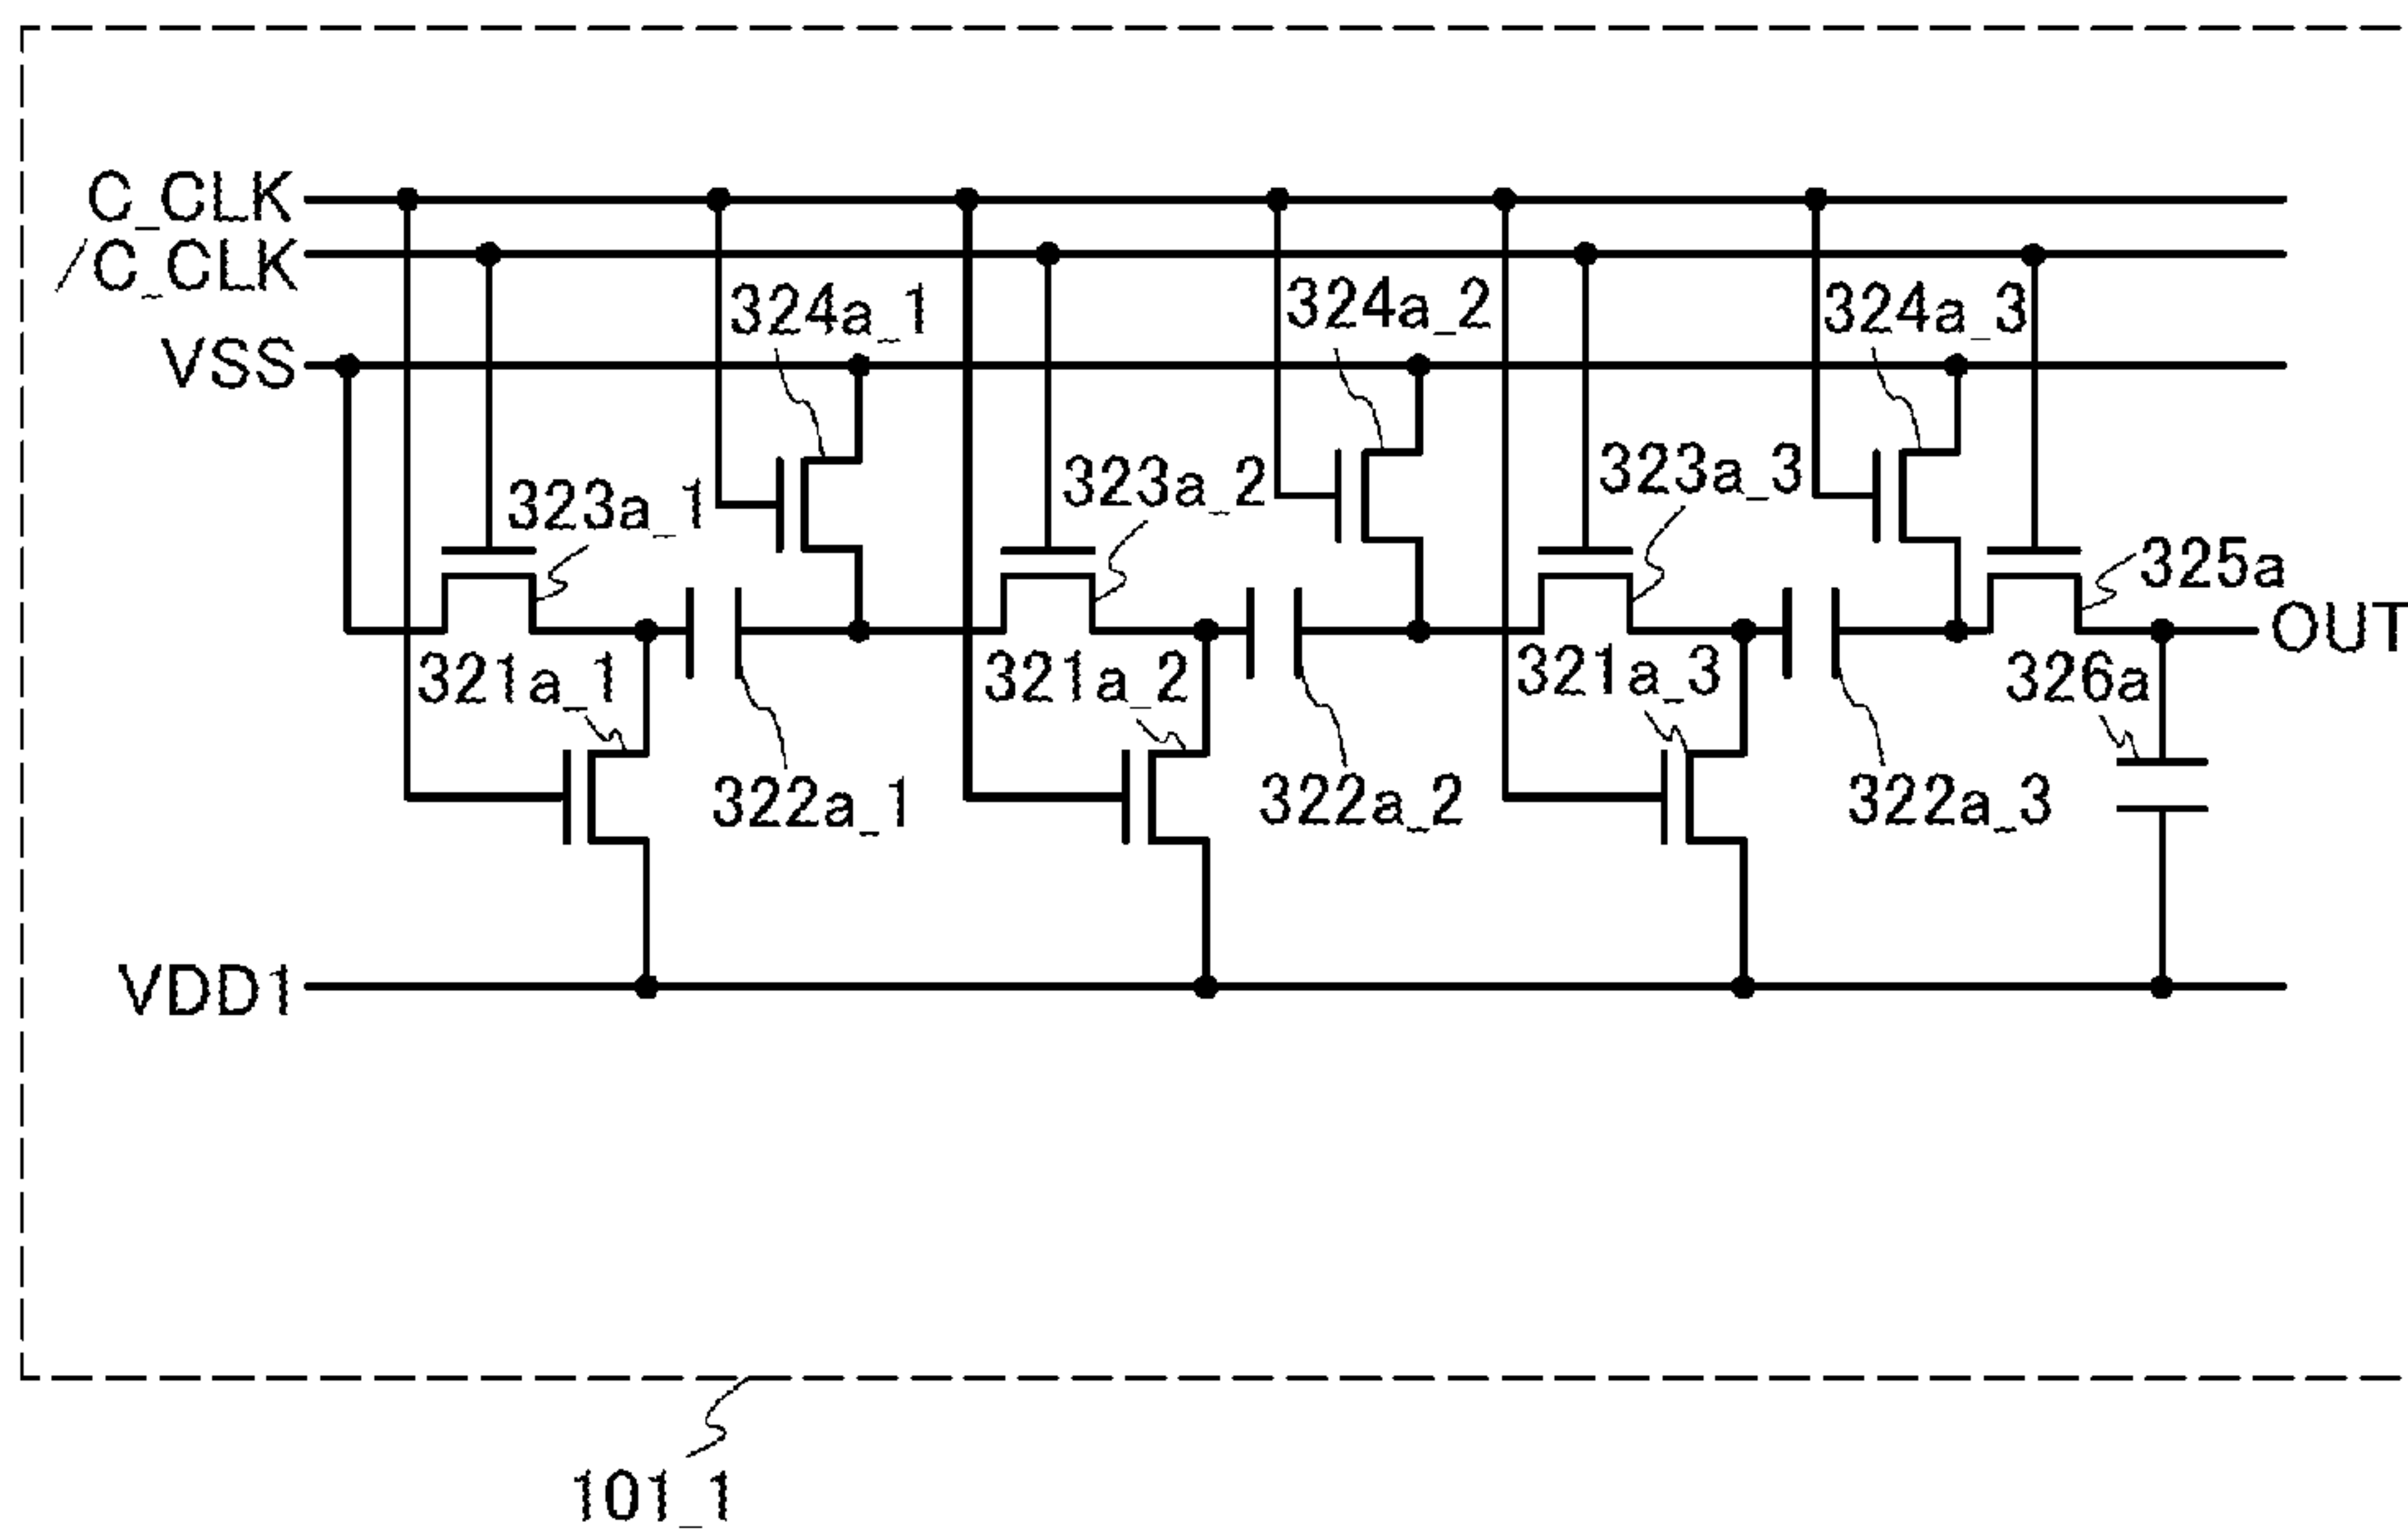 C_CLK
/C_CLK
VSS
324a_1
324a_2
324a_3
323a_1
323a_2
323a_3
325a
OUT
321a_1
321a_2
321a_3
326a
322a_1
322a_2
322a_3
VDD1
101_1